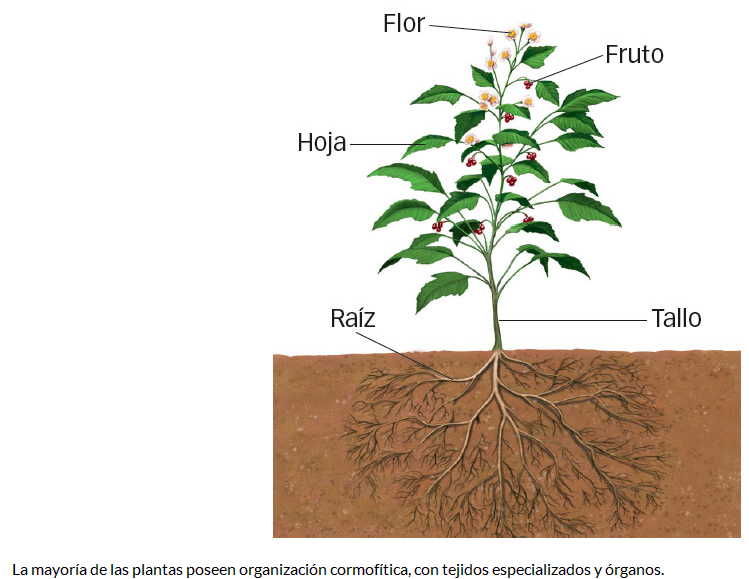 Flor
Fruto
Hoja
Raíz
Tallo
La mayoría de las plantas poseen organización cormofítica, con tejidos especializados y órganos.